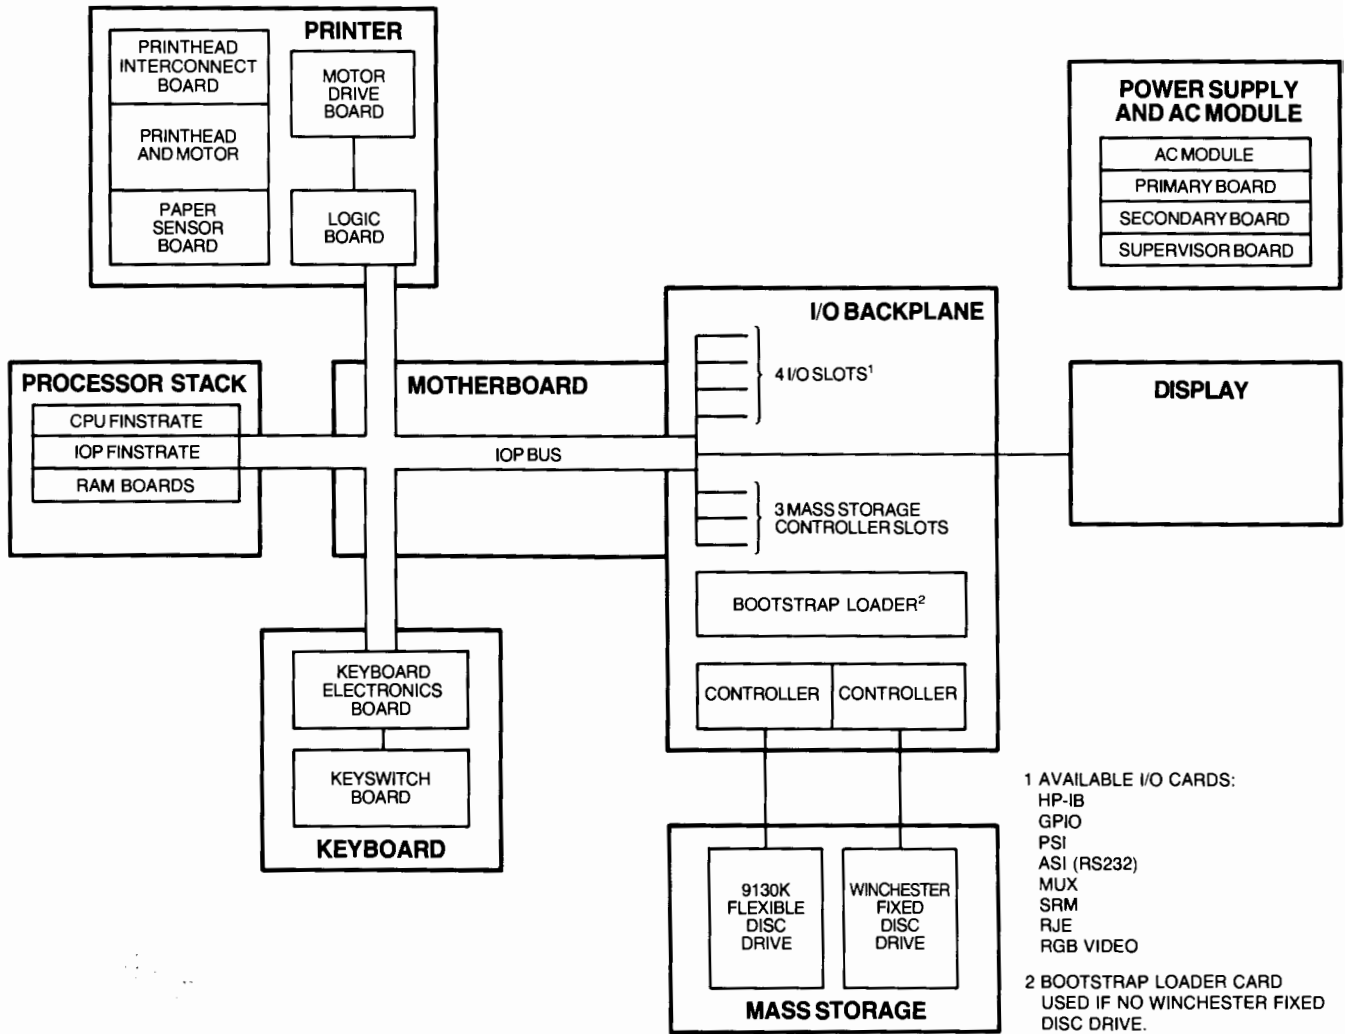 PRINTER
PRINTHEAD
INTERCONNECT
BOARD
PRINTHEAD
AND MOTOR
PAPER
SENSOR
BOARD
MOTOR
DRIVE
BOARD
LOGIC
BOARD
POWER SUPPLY
AND AC MODULE
AC MODULE
PRIMARY BOARD
SECONDARY BOARD
SUPERVISOR BOARD
PROCESSOR STACK
CPU FINSTRATE
IOP FINSTRATE
RAM BOARDS
MOTHERBOARD
IOP BUS
I/O BACKPLANE
4 I/O SLOTS¹
3 MASS STORAGE
CONTROLLER SLOTS
BOOTSTRAP LOADER²
CONTROLLER
CONTROLLER
DISPLAY
KEYBOARD
ELECTRONICS
BOARD
KEYSWITCH
BOARD
KEYBOARD
9130K
FLEXIBLE
DISC
DRIVE
WINCHESTER
FIXED
DISC
DRIVE
MASS STORAGE
1 AVAILABLE I/O CARDS:
HP-IB
GPIO
PSI
ASI (RS232)
MUX
SRM
RJE
RGB VIDEO
2 BOOTSTRAP LOADER CARD
USED IF NO WINCHESTER FIXED
DISC DRIVE.